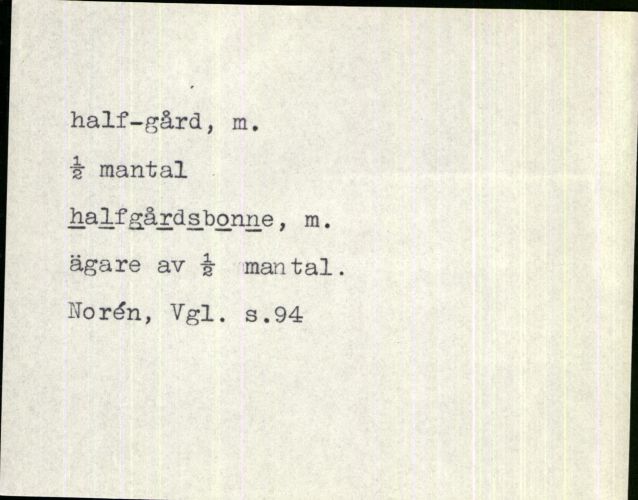 half-gård, m.
½ mantal
halfgårdsbonne, m.
ägare av ½ mantal.
Norén, Vgl. s.94